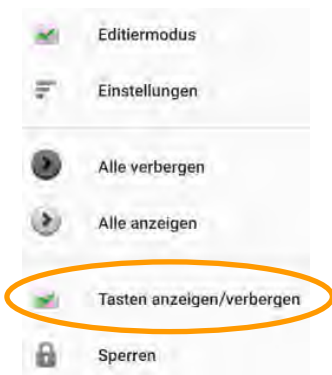 Editiermodus
Einstellungen
Alle verbergen
Alle anzeigen
Tasten anzeigen/verbergen
Sperren